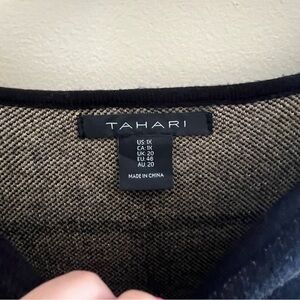 TAHARI
US: 1X
CA: 1X
UK: 20
EU: 48
AU: 20
MADE IN CHINA